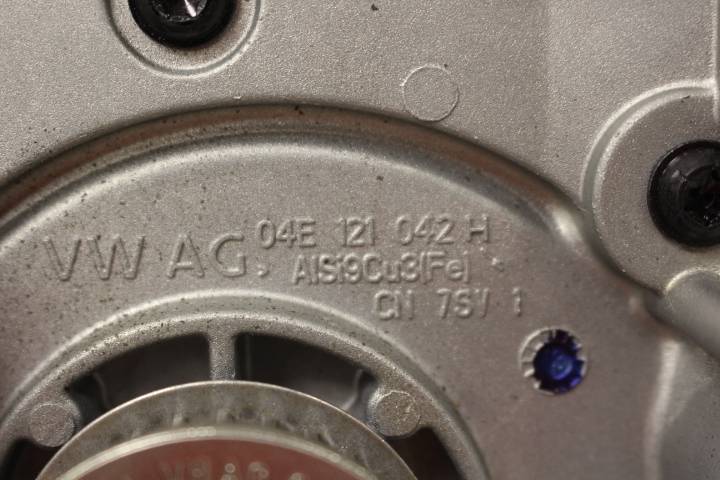 VW AG, 04E 121 042 H
AlSi9Cu3(Fe)
CN 7SV 1